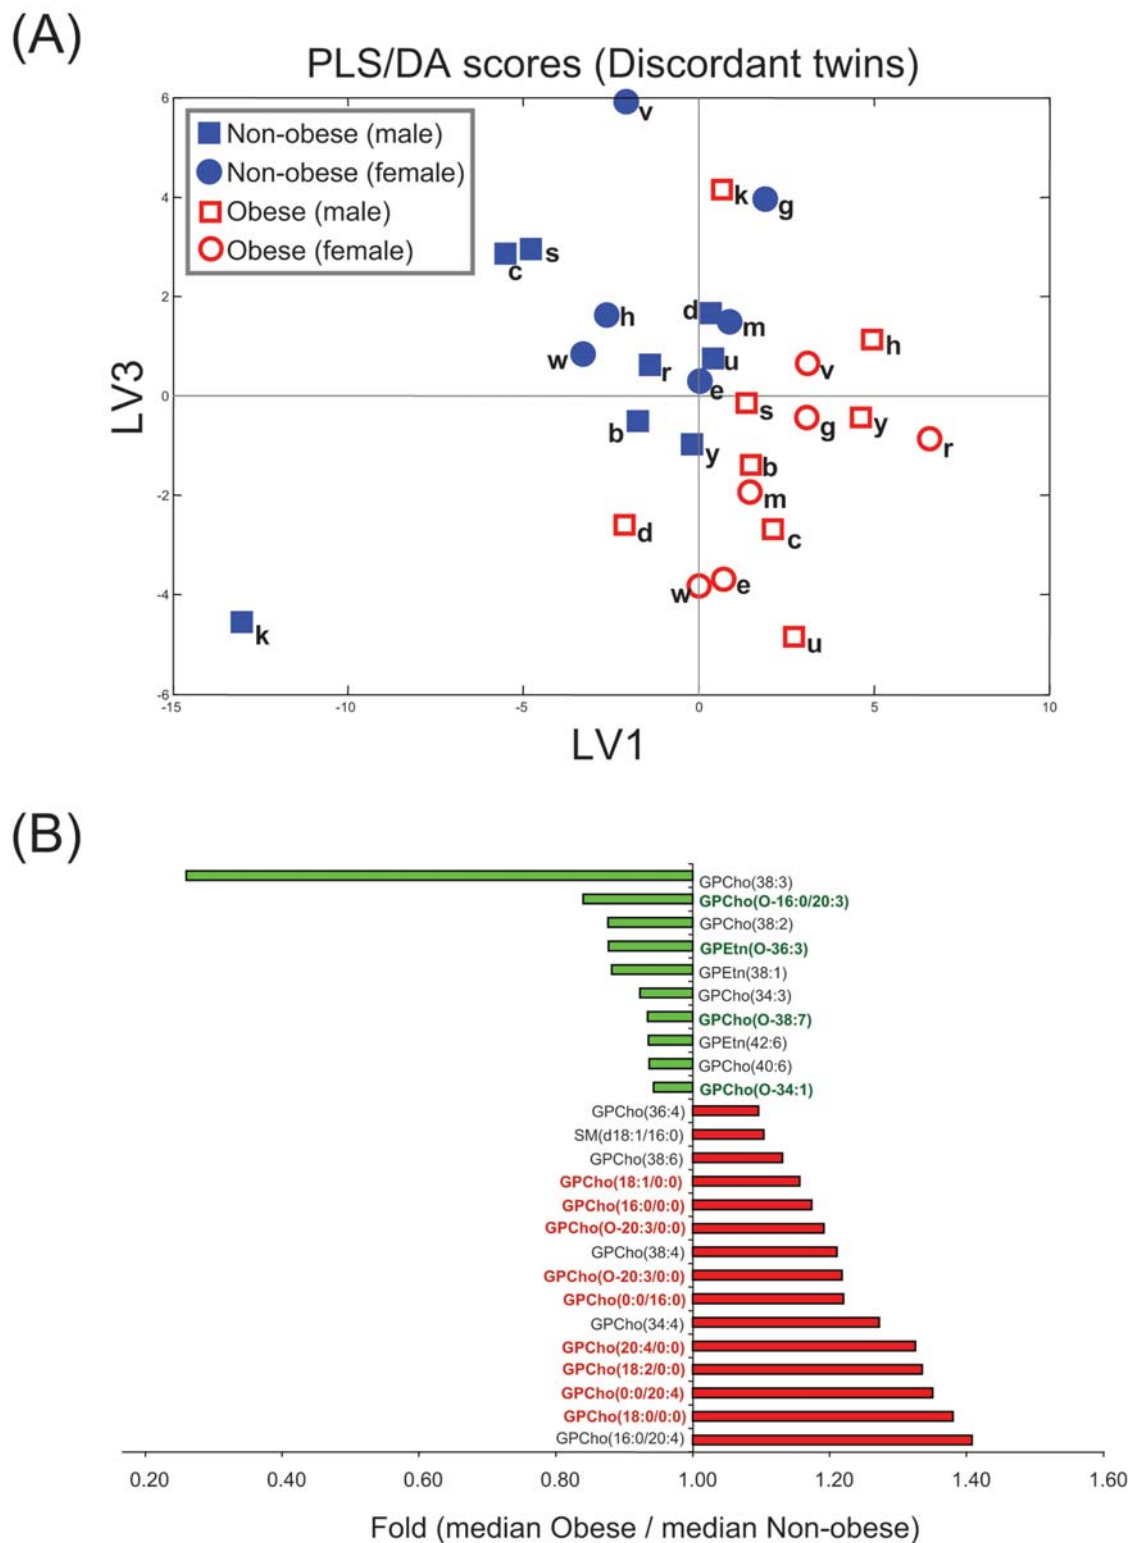 (A)
PLS/DA scores (Discordant twins)
Non-obese (male)
Non-obese (female)
Obese (male)
Obese (female)
6
4
2
0
-2
-4
-6
LV3
v
k
g
s
c
d
m
h
h
w
r
u
v
e
s
g
y
r
b
y
b
m
d
c
w
e
k
u
-15
-10
-5
0
5
10
LV1
(B)
GPCho(38:3)
GPCho(O-16:0/20:3)
GPCho(38:2)
GPEtn(O-36:3)
GPEtn(38:1)
GPCho(34:3)
GPCho(O-38:7)
GPEtn(42:6)
GPCho(40:6)
GPCho(O-34:1)
GPCho(36:4)
SM(d18:1/16:0)
GPCho(38:6)
GPCho(18:1/0:0)
GPCho(16:0/0:0)
GPCho(O-20:3/0:0)
GPCho(38:4)
GPCho(O-20:3/0:0)
GPCho(0:0/16:0)
GPCho(34:4)
GPCho(20:4/0:0)
GPCho(18:2/0:0)
GPCho(0:0/20:4)
GPCho(18:0/0:0)
GPCho(16:0/20:4)
0.20
0.40
0.60
0.80
1.00
1.20
1.40
1.60
Fold (median Obese / median Non-obese)